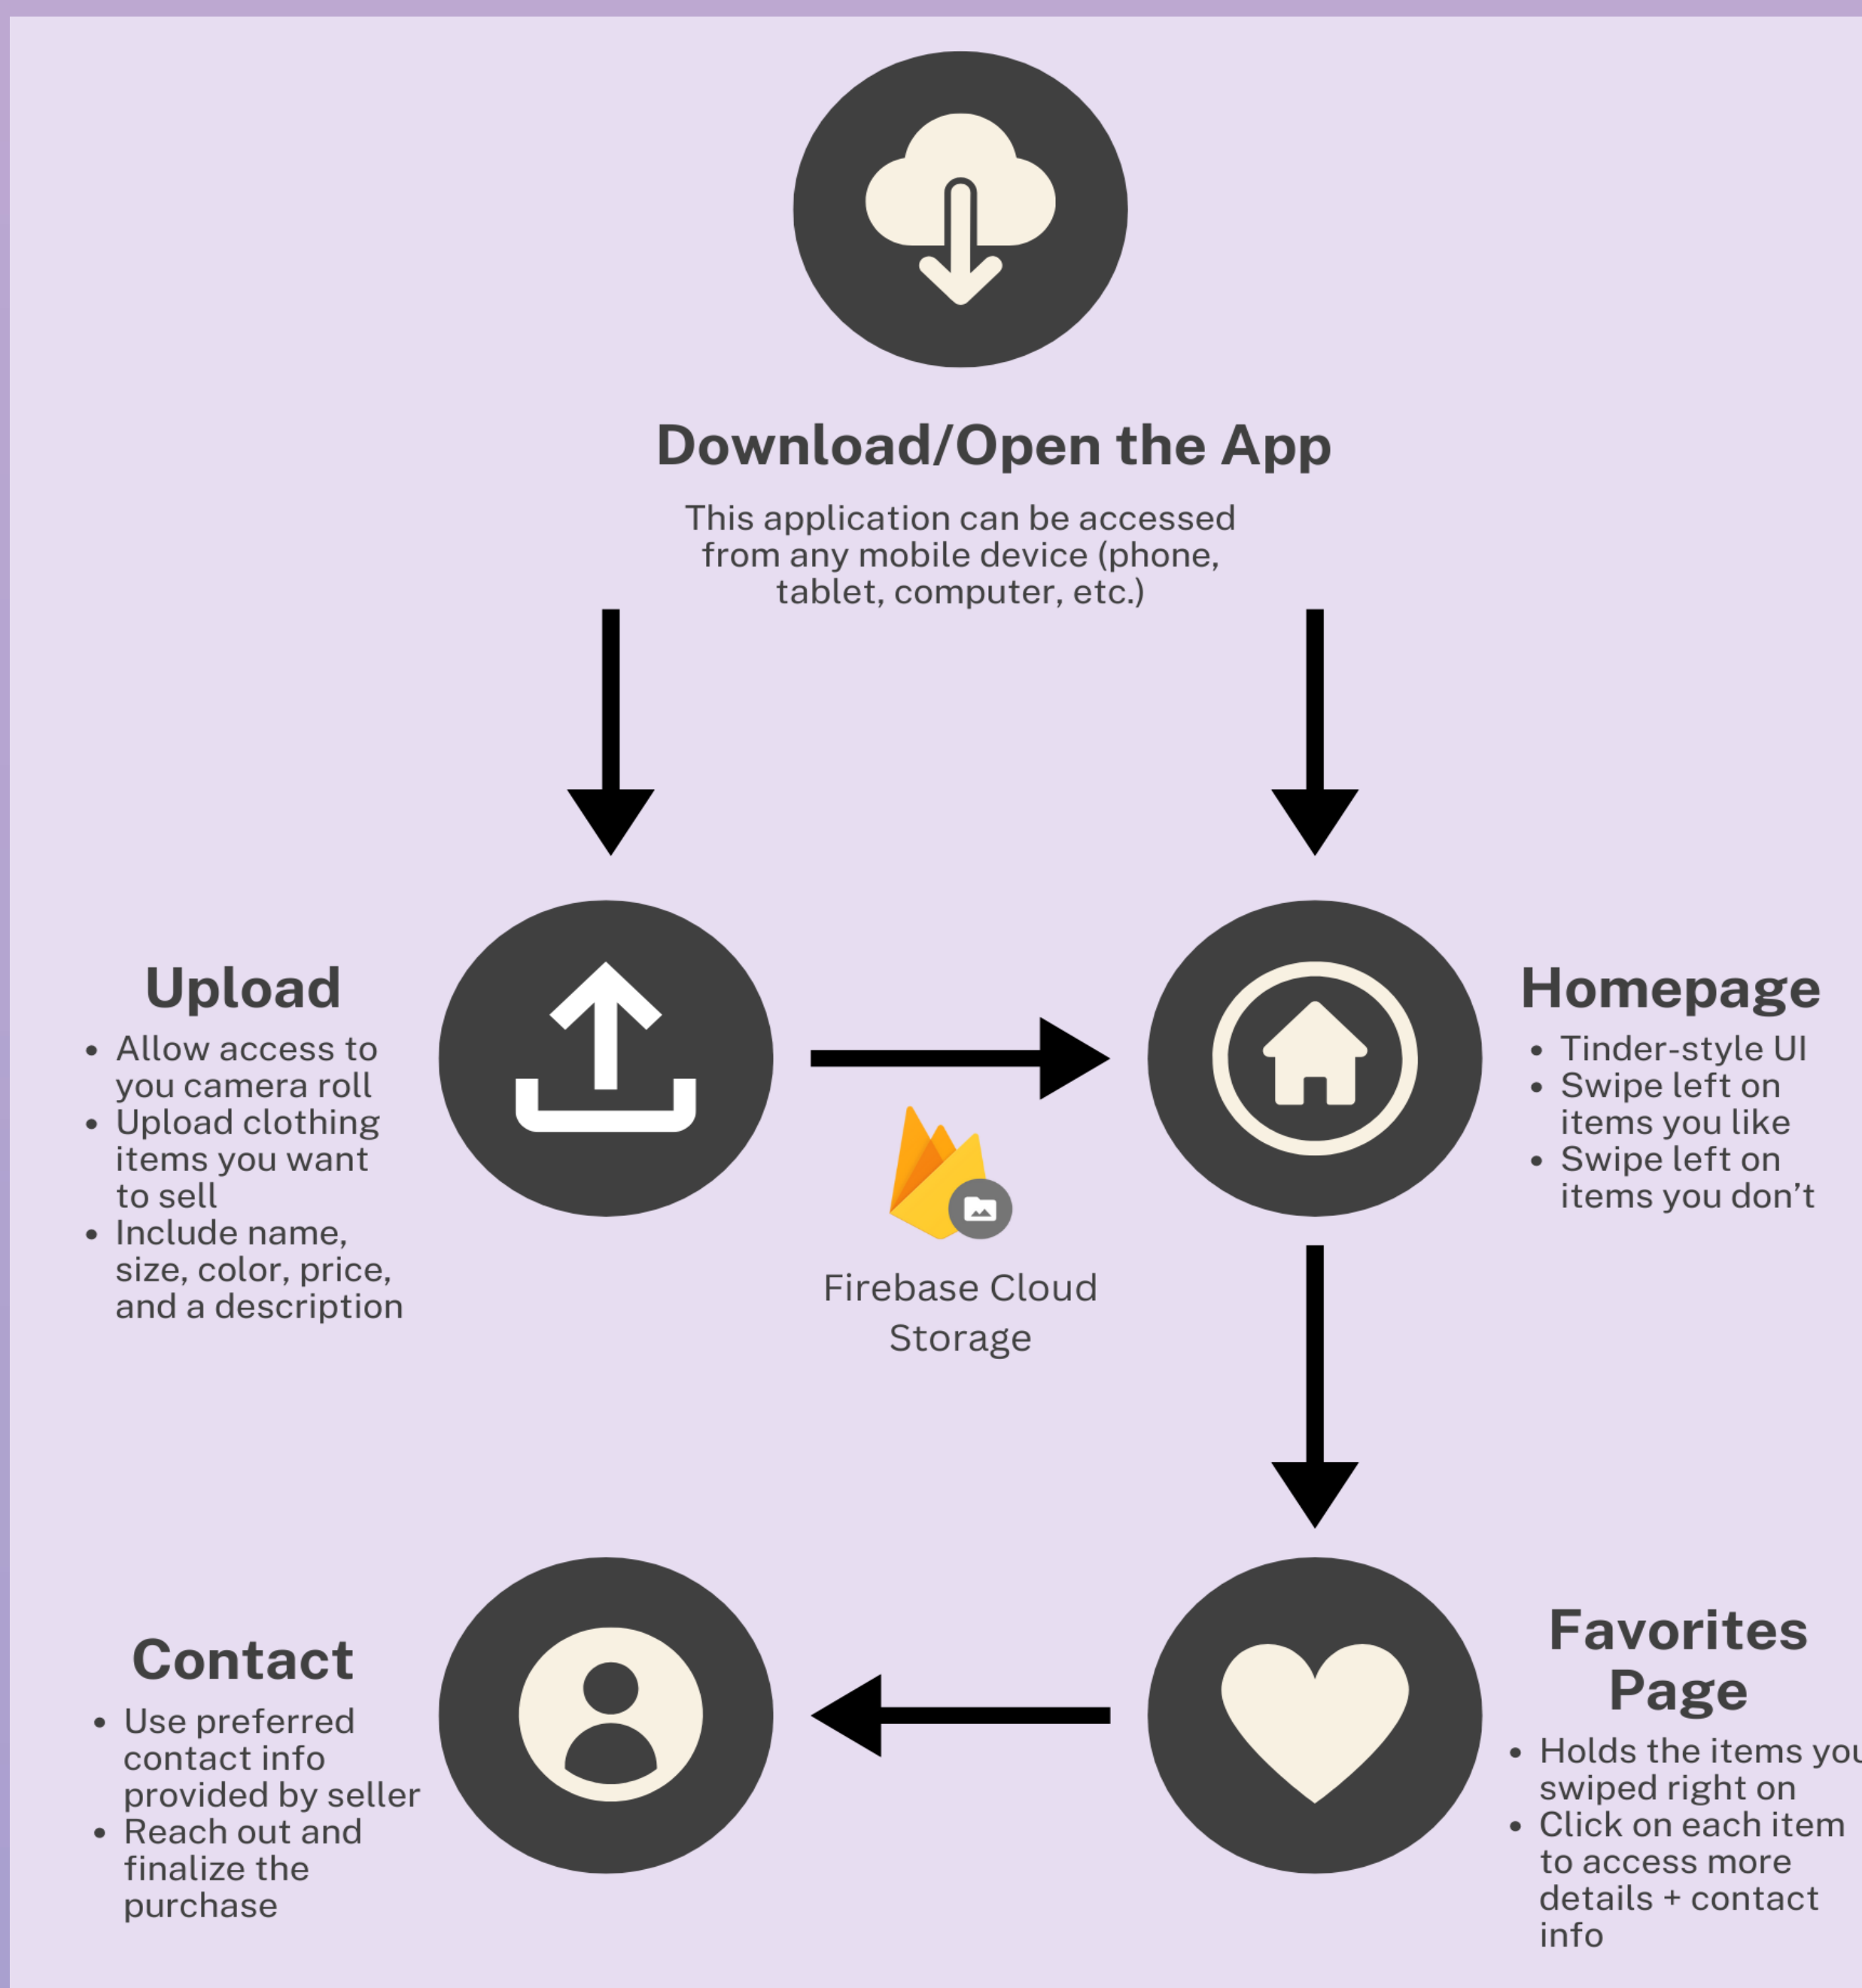 Download/Open the App
This application can be accessed
from any mobile device (phone,
tablet, computer, etc.)
Upload
• Allow access to
you camera roll
• Upload clothing
items you want
to sell
• Include name,
size, color, price,
and a description
Firebase Cloud
Storage
Homepage
• Tinder-style UI
• Swipe left on
items you like
• Swipe left on
items you don’t
Favorites
Page
• Holds the items you
swiped right on
• Click on each item
to access more
details + contact
info
Contact
• Use preferred
contact info
provided by seller
• Reach out and
finalize the
purchase